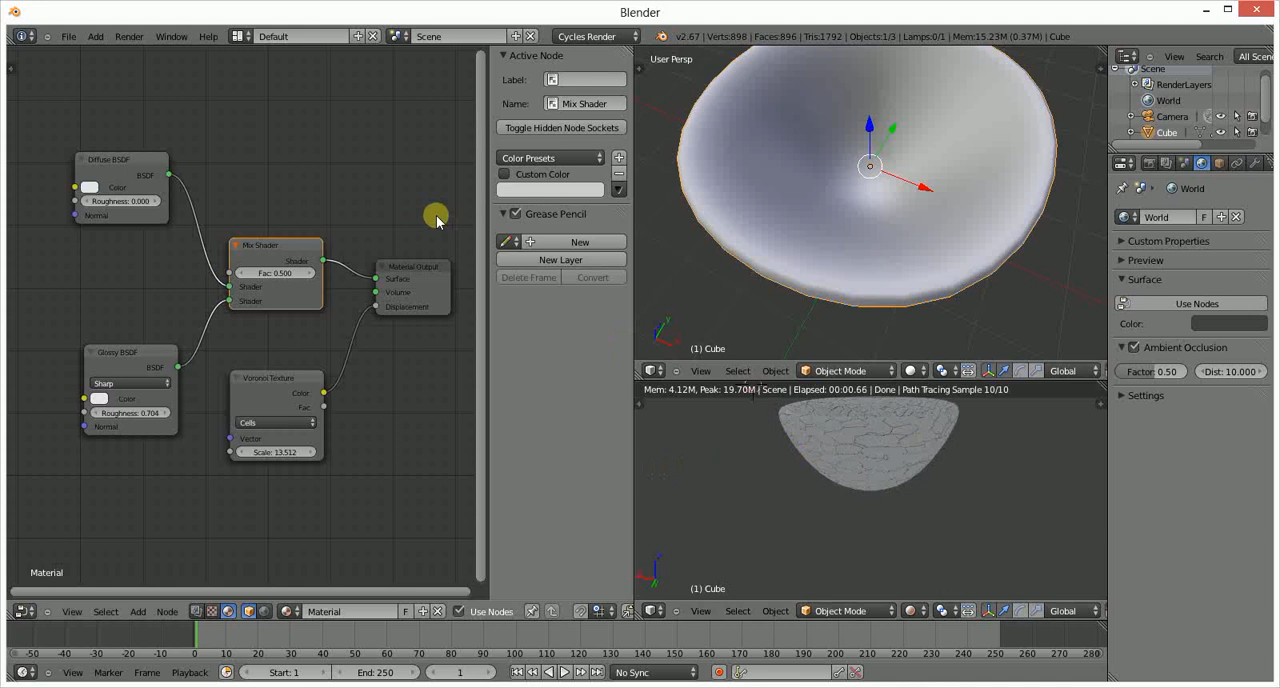 Blender
File Add Render Window Help Default Scene Cycles Render v2.67 | Verts:898 | Faces:896 | Tris:1792 | Objects:1/3 | Lamps:0/1 | Mem:15.23M (0.37M) | Cube
Diffuse BSDF
BSDF
Color
Roughness: 0.000
Normal
Mix Shader
Shader
Fac: 0.500
Shader
Shader
Material Output
Surface
Volume
Displacement
Glossy BSDF
BSDF
Sharp
Color
Roughness: 0.704
Normal
Voronoi Texture
Color
Fac
Cells
Vector
Scale: 13.512
Material
Active Node
Label:
Name: Mix Shader
Toggle Hidden Node Sockets
Color Presets
Custom Color
Grease Pencil
New
New Layer
Delete Frame Convert
User Persp
(1) Cube
View Select Object Object Mode Global
Mem: 4.12M, Peak: 19.70M | Scene | Elapsed: 00:00.66 | Done | Path Tracing Sample 10/10
(1) Cube
View Select Object Object Mode Global
View Search All Scene
Scene
RenderLayers
World
Camera
Cube
World
World F
Custom Properties
Preview
Surface
Use Nodes
Color:
Ambient Occlusion
Factor: 0.50 Dist: 10.000
Settings
View Select Add Node Material F Use Nodes
-50 -40 -30 -20 -10 0 10 20 30 40 50 60 70 80 90 100 110 120 130 140 150 160 170 180 190 200 210 220 230 240 250 260 270 280
View Marker Frame Playback Start: 1 End: 250 1 No Sync